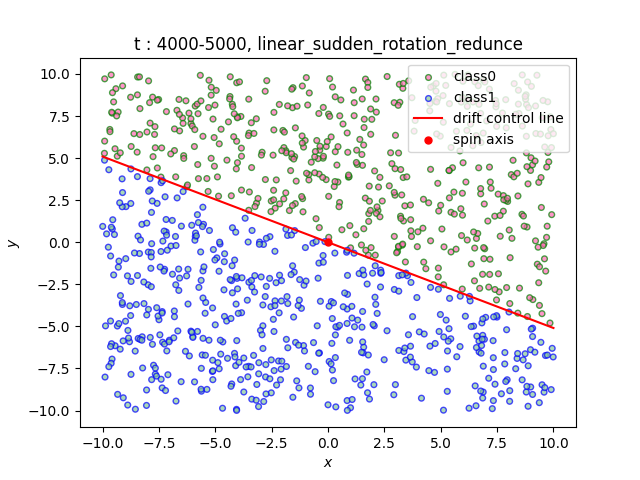 t : 4000-5000, linear_sudden_rotation_redunce
class0
class1
drift control line
spin axis
10.0
7.5
5.0
2.5
0.0
−2.5
−5.0
−7.5
−10.0
y
−10.0 −7.5 −5.0 −2.5 0.0 2.5 5.0 7.5 10.0
x